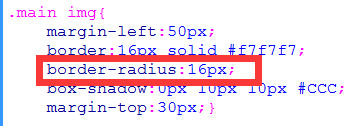 .main img{
margin-left:50px;
border:16px solid #f7f7f7;
border-radius:16px;
box-shadow:0px 10px 10px #CCC;
margin-top:30px;}